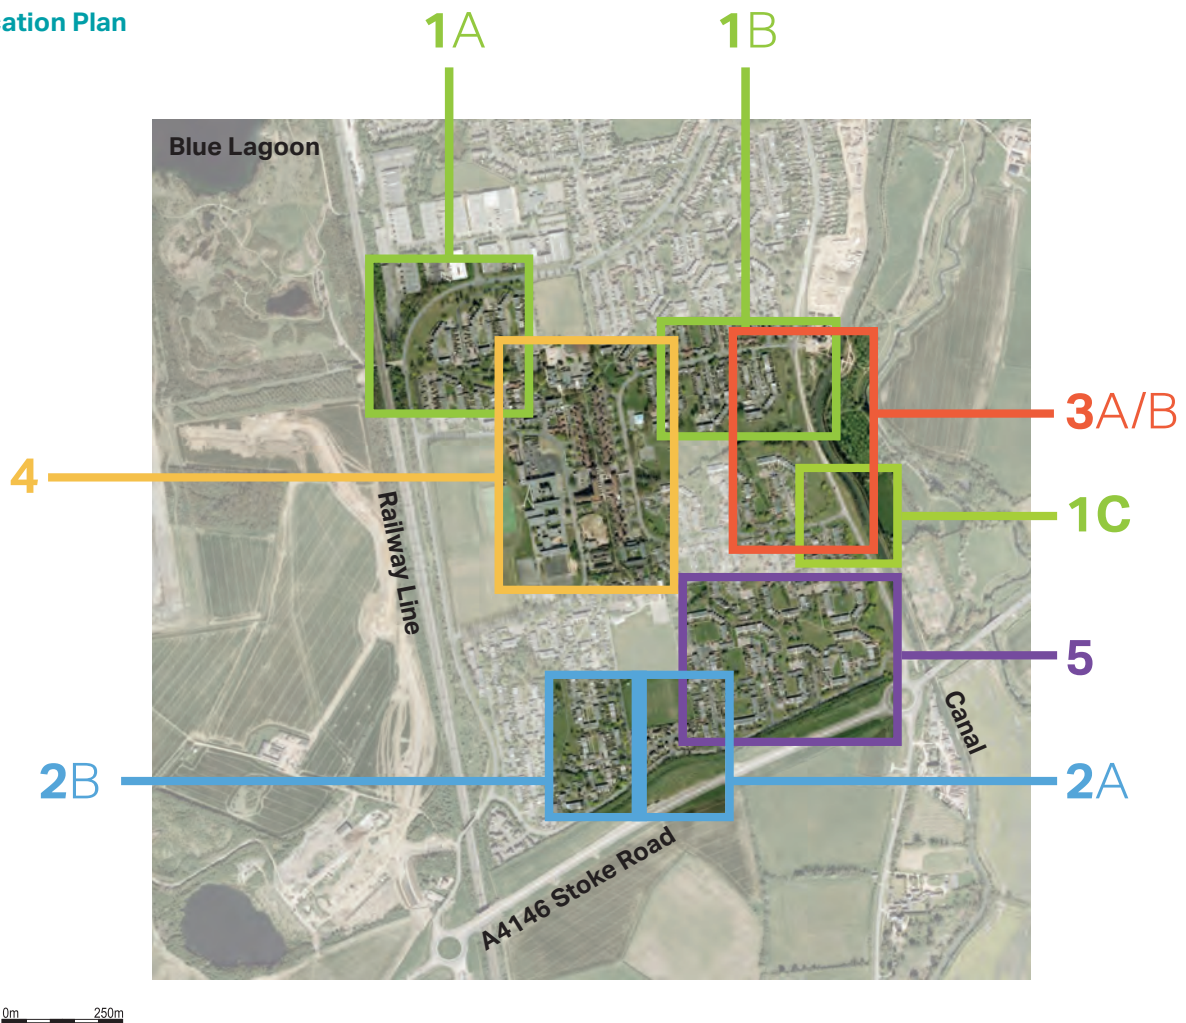 ation Plan
1A
1B
Blue Lagoon
3A/B
4
1C
Railway Line
5
Canal
2B
2A
A4146 Stoke Road
0m 250m